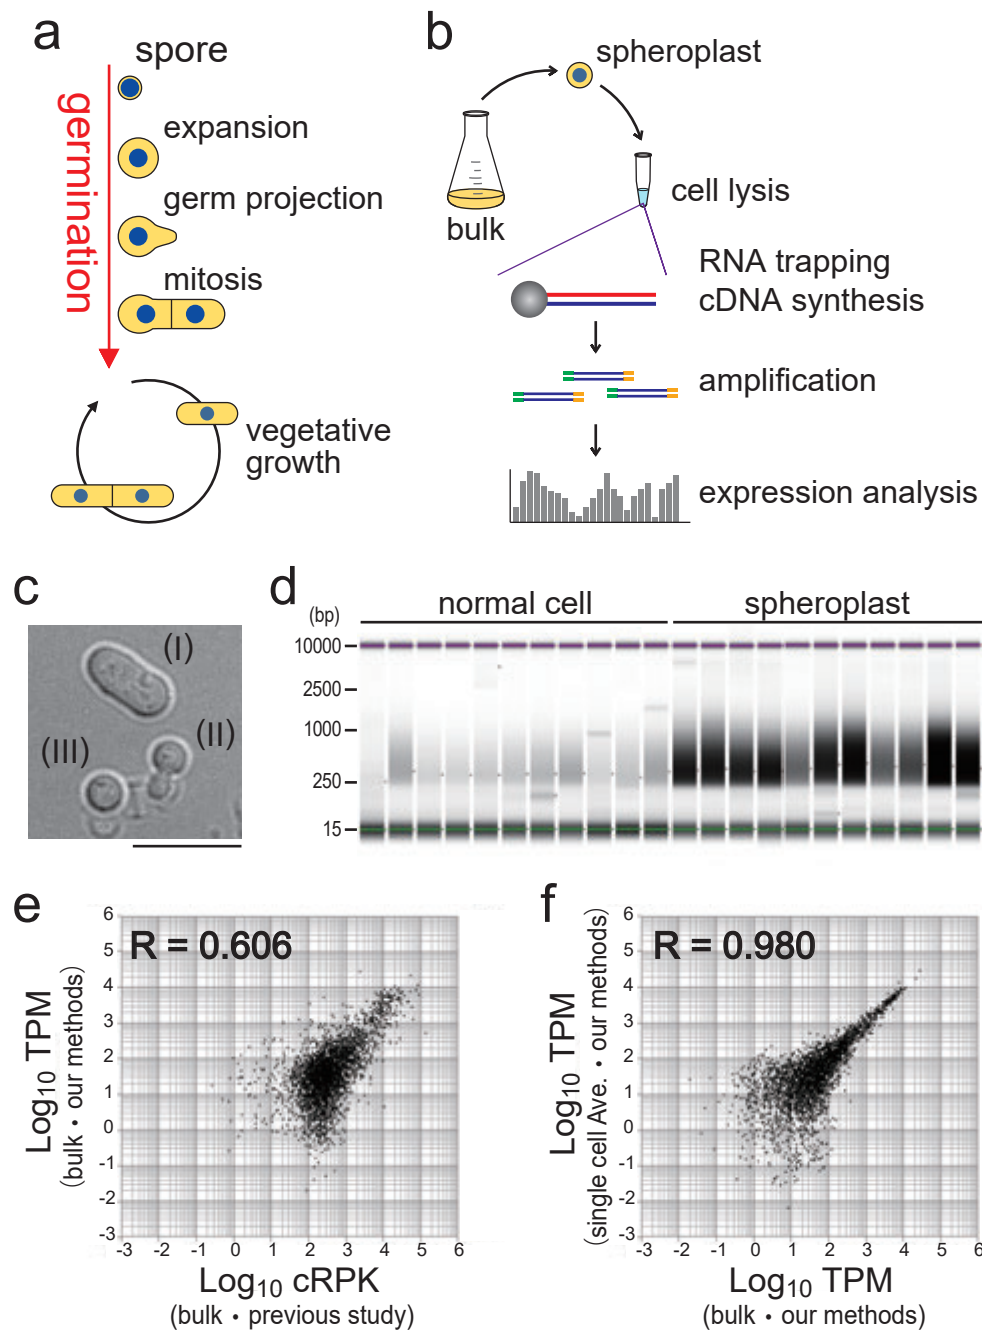 a
spore
germination
expansion
germ projection
mitosis
vegetative
growth
b
spheroplast
bulk
cell lysis
RNA trapping
cDNA synthesis
amplification
expression analysis
c
(I)
(II)
(III)
d
(bp)
normal cell
spheroplast
10000
2500
1000
250
15
e
R = 0.606
Log10 TPM
(bulk・our methods)
6
5
4
3
2
1
0
-1
-2
-3
-3 -2 -1 0 1 2 3 4 5 6
Log10 cRPK
(bulk・previous study)
f
R = 0.980
Log10 TPM
(single cell Ave.・our methods)
6
5
4
3
2
1
0
-1
-2
-3
-3 -2 -1 0 1 2 3 4 5 6
Log10 TPM
(bulk・our methods)